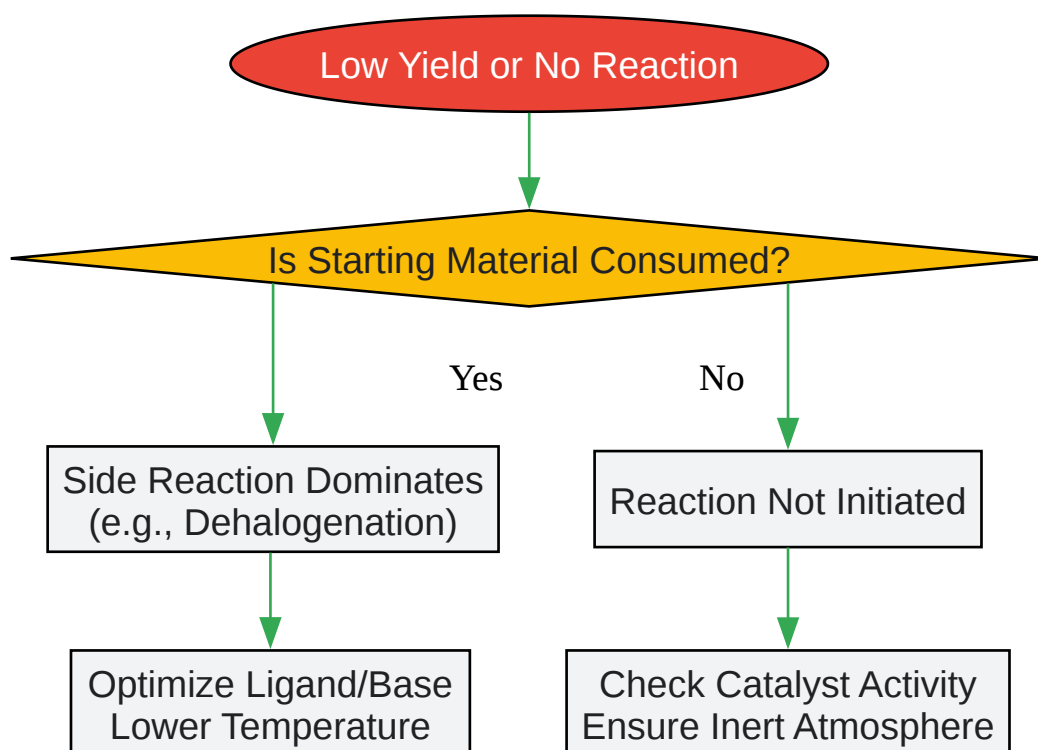 Low Yield or No Reaction
Is Starting Material Consumed?
Yes
No
Side Reaction Dominates
(e.g., Dehalogenation)
Reaction Not Initiated
Optimize Ligand/Base
Lower Temperature
Check Catalyst Activity
Ensure Inert Atmosphere